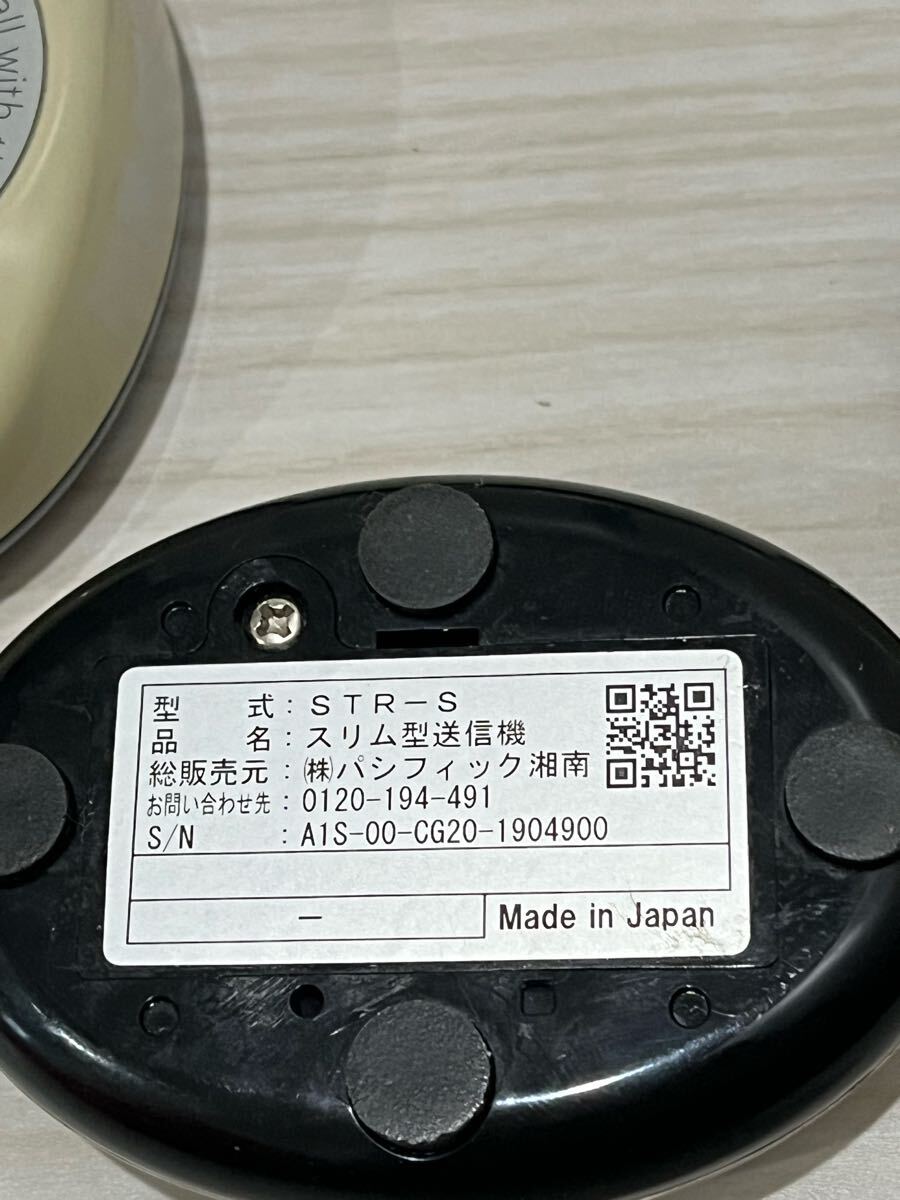 all with
型 式：STR－S
品 名：スリム型送信機
総販売元：㈱パシフィック湘南
お問い合わせ先：0120-194-491
S/N ：A1S-00-CG20-1904900
－
Made in Japan